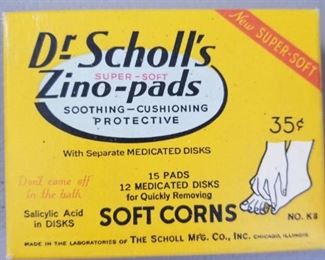 New SUPER-SOFT
Dr Scholl's
SUPER-SOFT
Zino-pads
SOOTHING-CUSHIONING
PROTECTIVE
With Separate MEDICATED DISKS
35¢
Don't come off
in the bath
Salicylic Acid
in DISKS
15 PADS
12 MEDICATED DISKS
for Quickly Removing
SOFT CORNS
NO. K8
MADE IN THE LABORATORIES OF THE SCHOLL MFG. CO., INC. CHICAGO, ILLINOIS